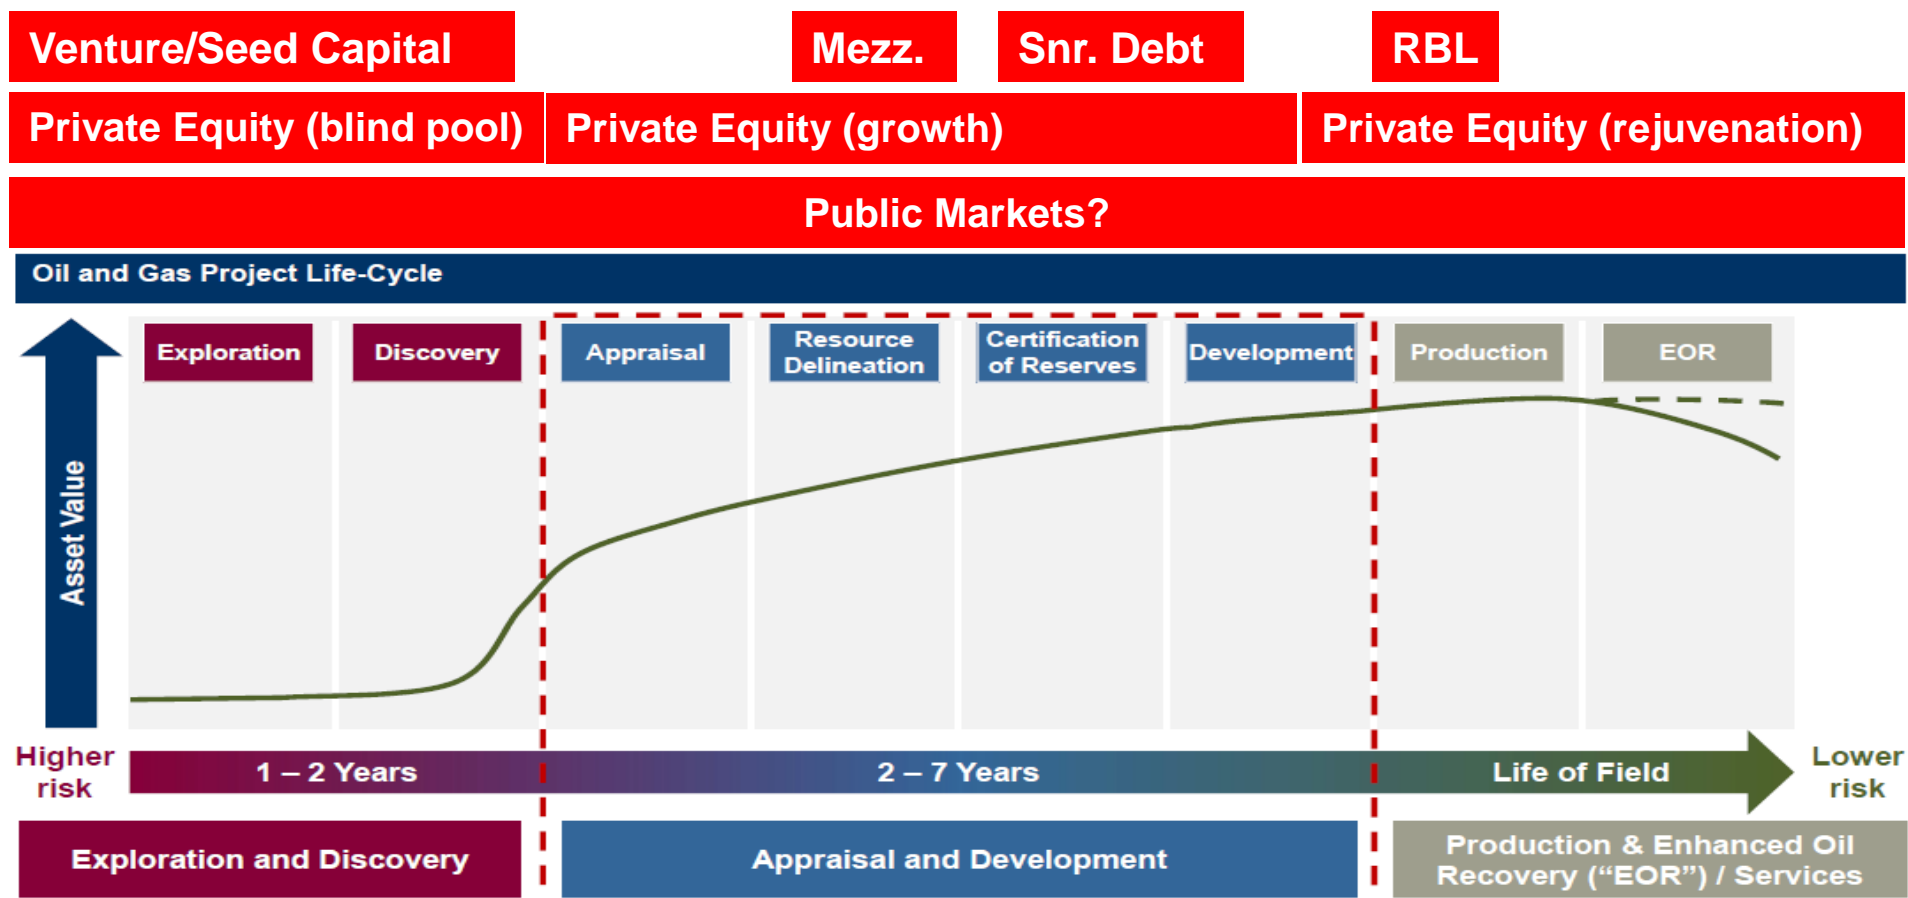 Venture/Seed Capital
Mezz.
Snr. Debt
RBL
Private Equity (blind pool)
Private Equity (growth)
Private Equity (rejuvenation)
Public Markets?
Oil and Gas Project Life-Cycle
Exploration
Discovery
Appraisal
Resource
Delineation
Certification
of Reserves
Development
Production
EOR
Asset Value
Higher
risk
1 – 2 Years
2 – 7 Years
Life of Field
Lower
risk
Exploration and Discovery
Appraisal and Development
Production & Enhanced Oil
Recovery (“EOR”) / Services